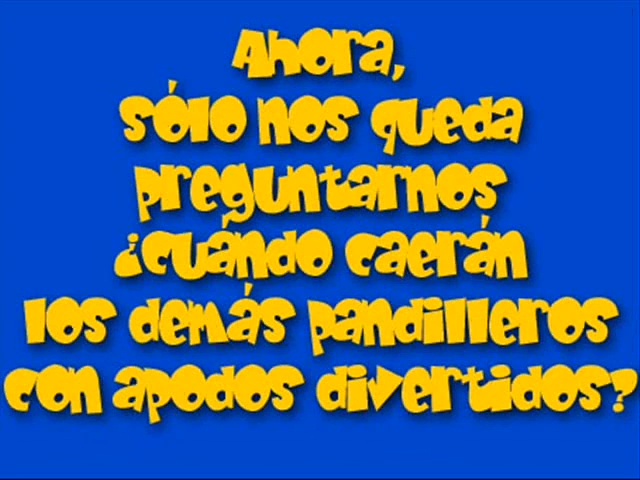 Ahora,
sólo nos queda
preguntarnos
¿cuándo caerán
los demás pandilleros
con apodos divertidos?